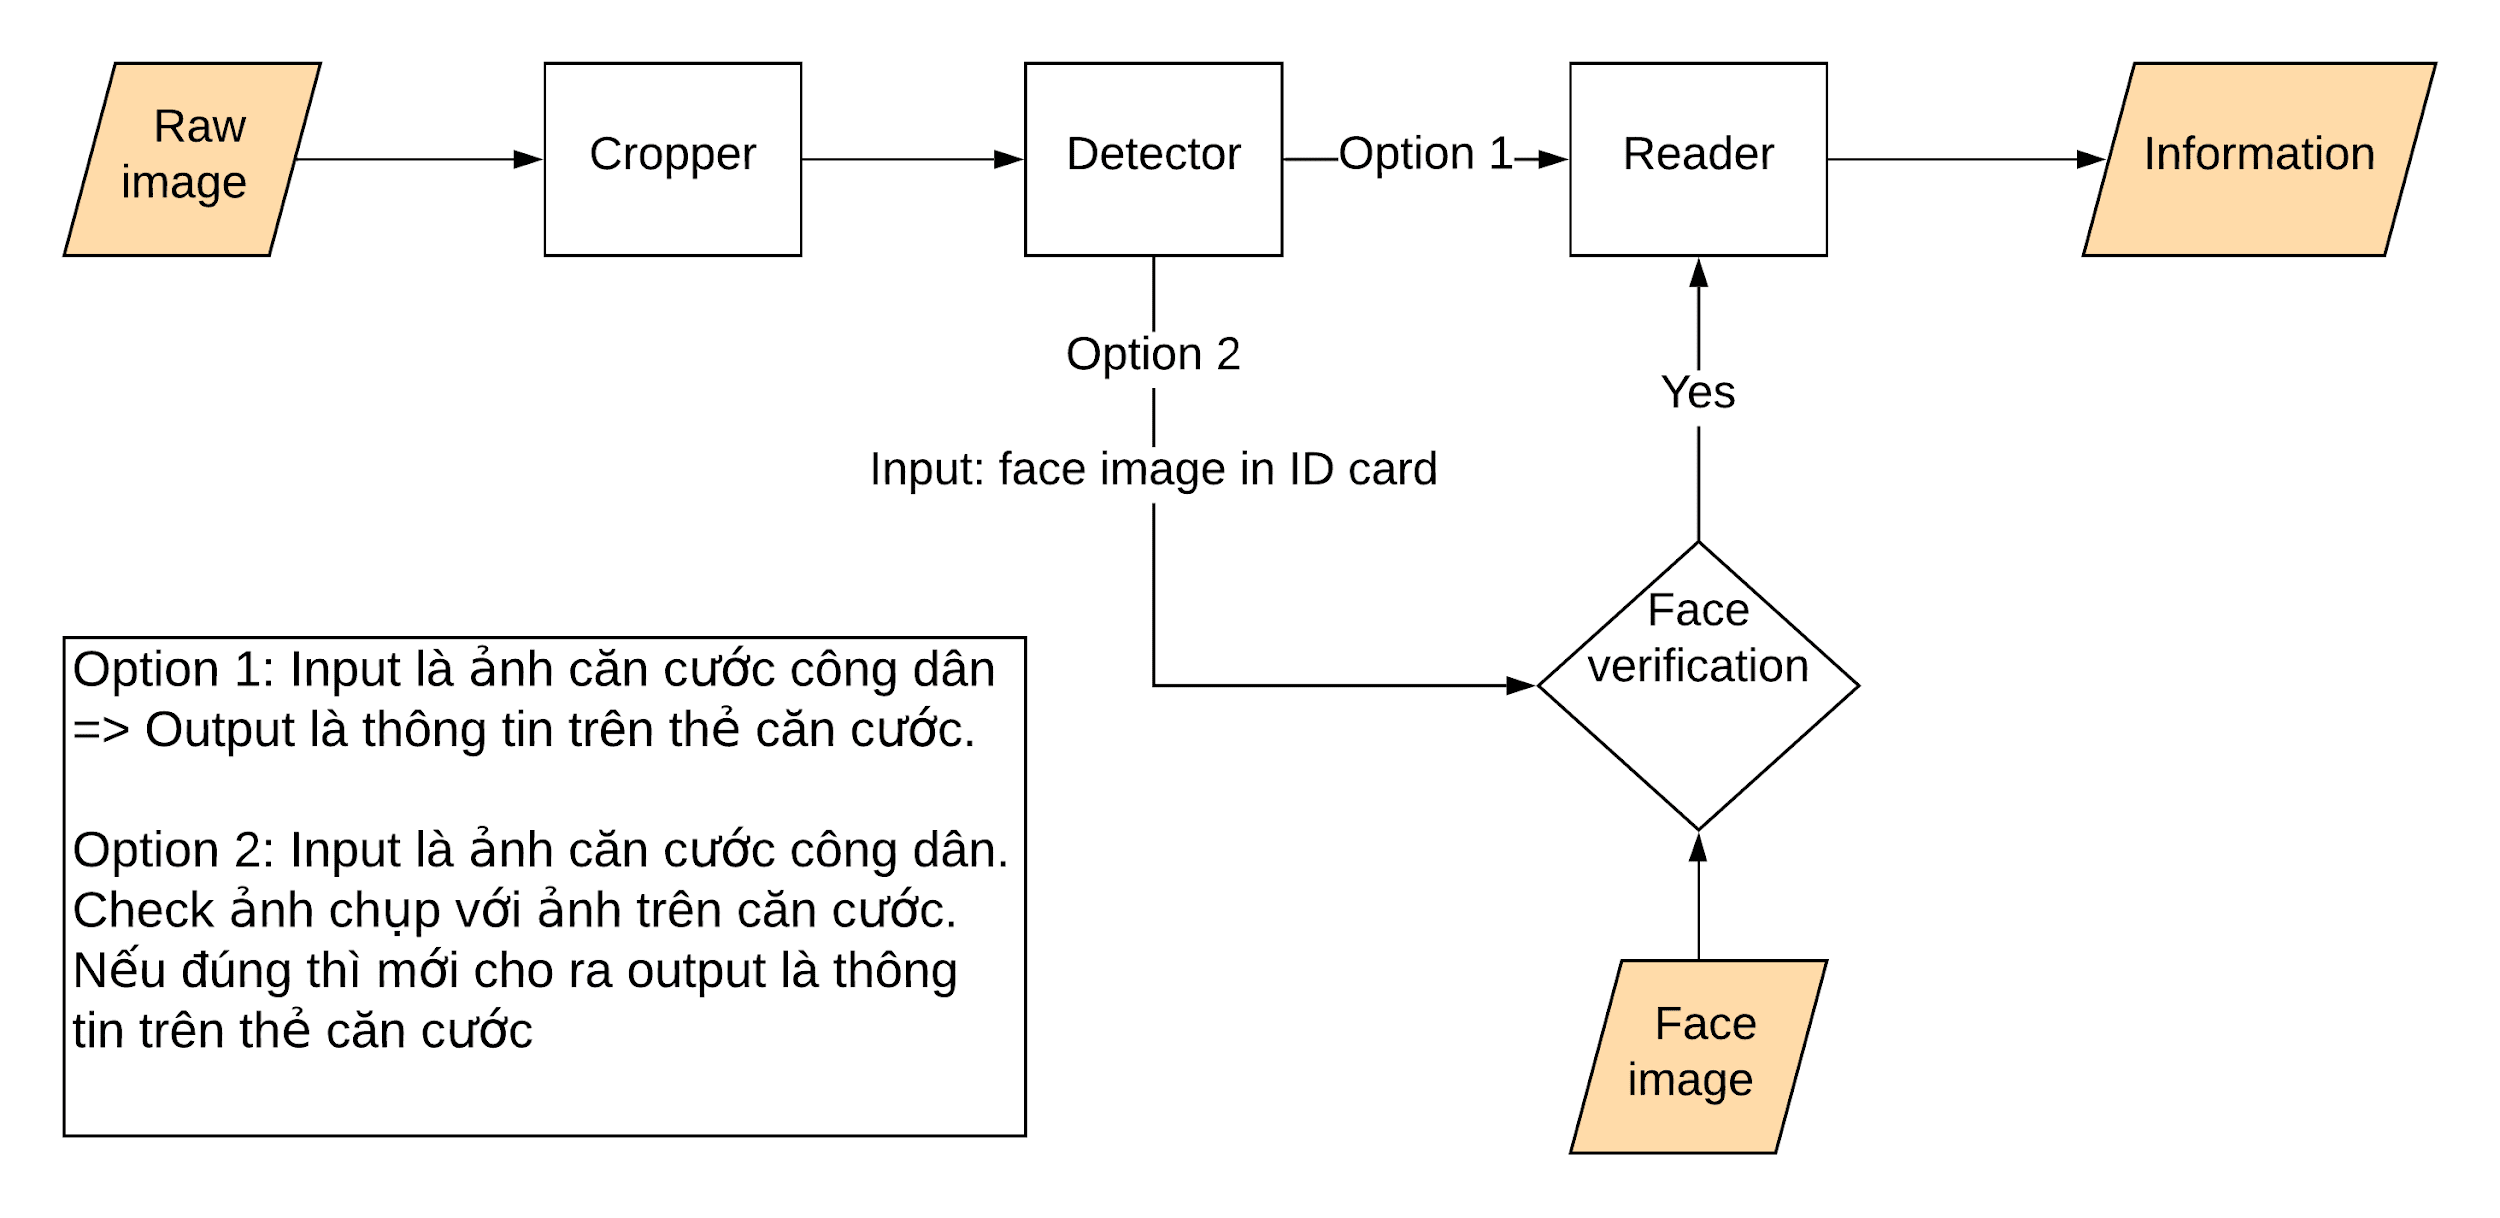 Raw
image
Cropper
Detector
Option 1
Reader
Information
Option 2
Input: face image in ID card
Yes
Face
verification
Face
image
Option 1: Input là ảnh căn cước công dân
=> Output là thông tin trên thẻ căn cước.
Option 2: Input là ảnh căn cước công dân.
Check ảnh chụp với ảnh trên căn cước.
Nếu đúng thì mới cho ra output là thông
tin trên thẻ căn cước